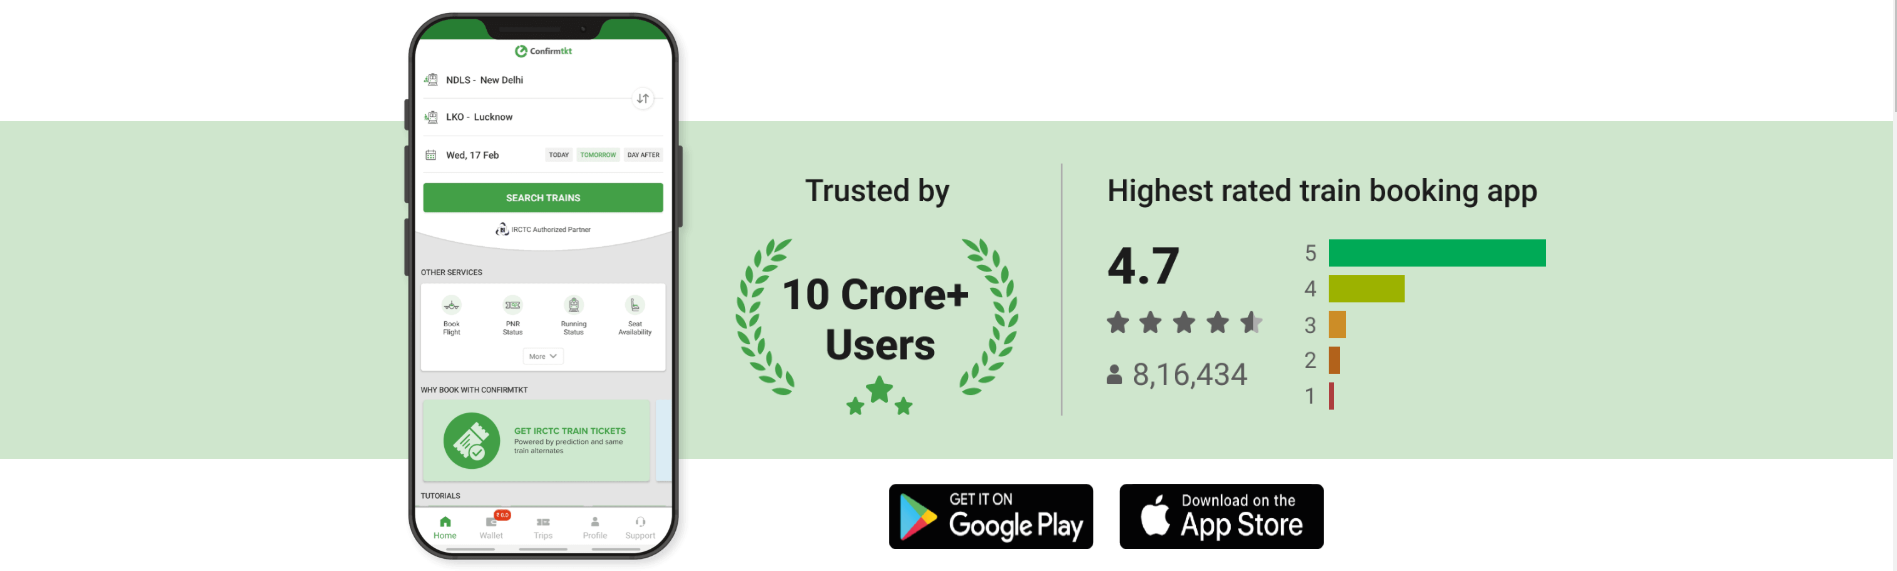 Confirmtkt
NDLS - New Delhi
LKO - Lucknow
Wed, 17 Feb TODAY TOMORROW DAY AFTER
SEARCH TRAINS
IRCTC Authorized Partner
OTHER SERVICES
Book Flight
PNR Status
Running Status
Seat Availability
More
WHY BOOK WITH CONFIRMTKT
GET IRCTC TRAIN TICKETS
Powered by prediction and same
train alternates
TUTORIALS
₹ 0.0
Home Wallet Trips Profile Support
Trusted by
10 Crore+
Users
Highest rated train booking app
4.7
8,16,434
5
4
3
2
1
GET IT ON
Google Play
Download on the
App Store